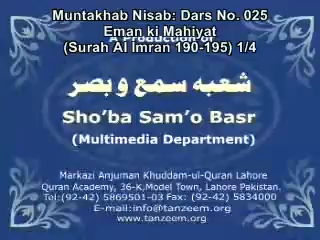 Muntakhab Nisab: Dars No. 025
Eman ki Mahiyat
A Production of
(Surah Al Imran 190-195) 1/4
شعبہ سمع و بصر
Sho'ba Sam'o Basr
(Multimedia Department)
Markazi Anjuman Khuddam-ul-Quran Lahore
Quran Academy, 36-K,Model Town, Lahore Pakistan.
Tel:(92-42) 5869501-03 Fax: (92-42) 5834000
E-mail:info@tanzeem.org
www.tanzeem.org